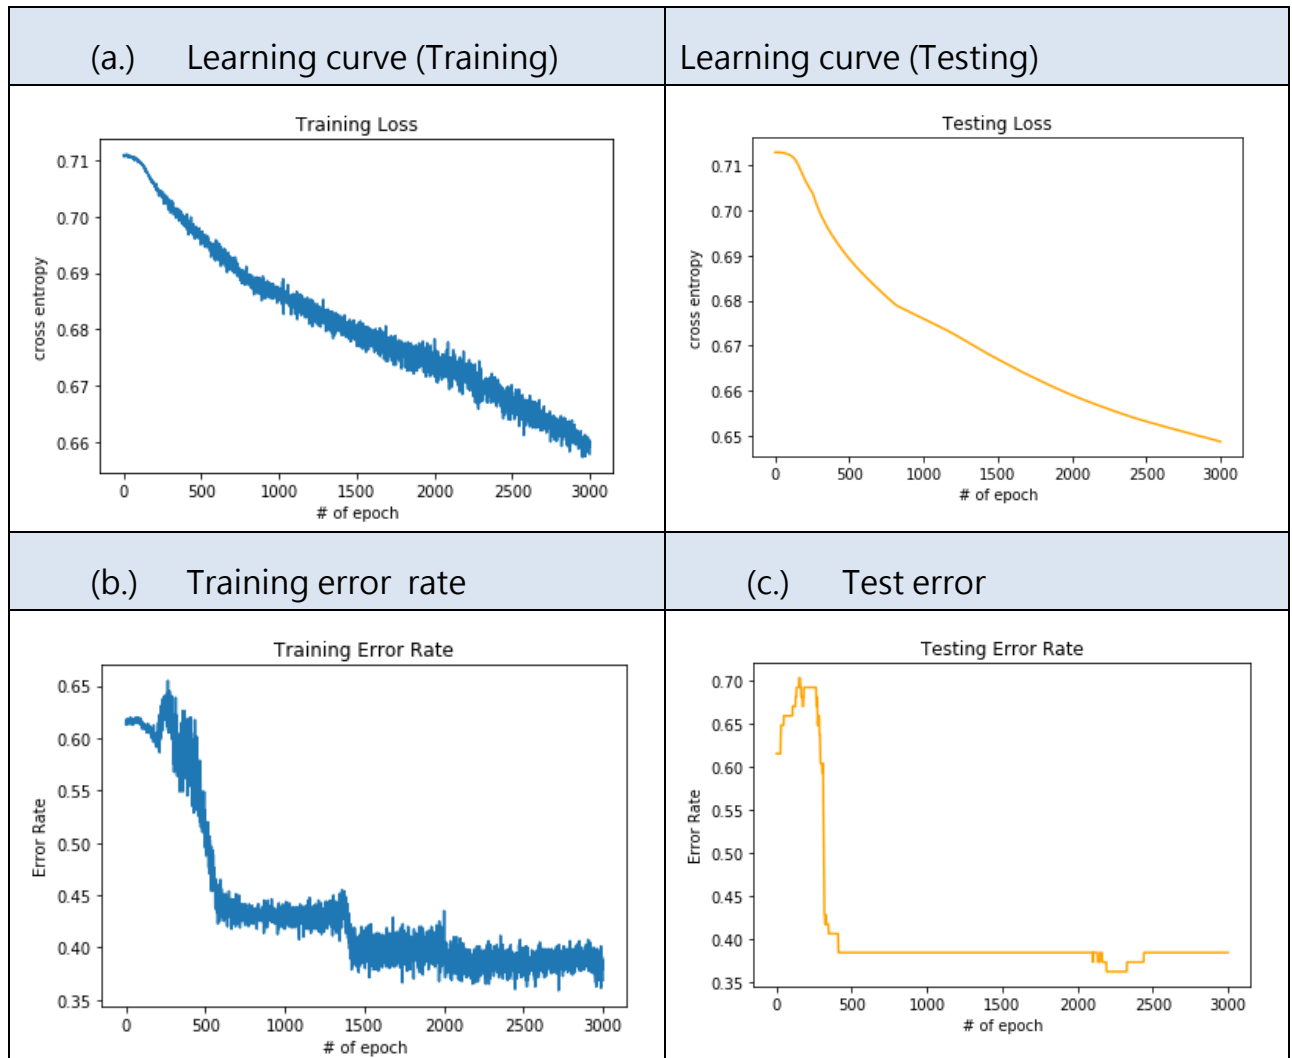 (a.) Learning curve (Training)
Learning curve (Testing)
Training Loss
cross entropy
0.71
0.70
0.69
0.68
0.67
0.66
0 500 1000 1500 2000 2500 3000
# of epoch
Testing Loss
cross entropy
0.71
0.70
0.69
0.68
0.67
0.66
0.65
0 500 1000 1500 2000 2500 3000
# of epoch
(b.) Training error rate
(c.) Test error
Training Error Rate
Error Rate
0.65
0.60
0.55
0.50
0.45
0.40
0.35
0 500 1000 1500 2000 2500 3000
# of epoch
Testing Error Rate
Error Rate
0.70
0.65
0.60
0.55
0.50
0.45
0.40
0.35
0 500 1000 1500 2000 2500 3000
# of epoch